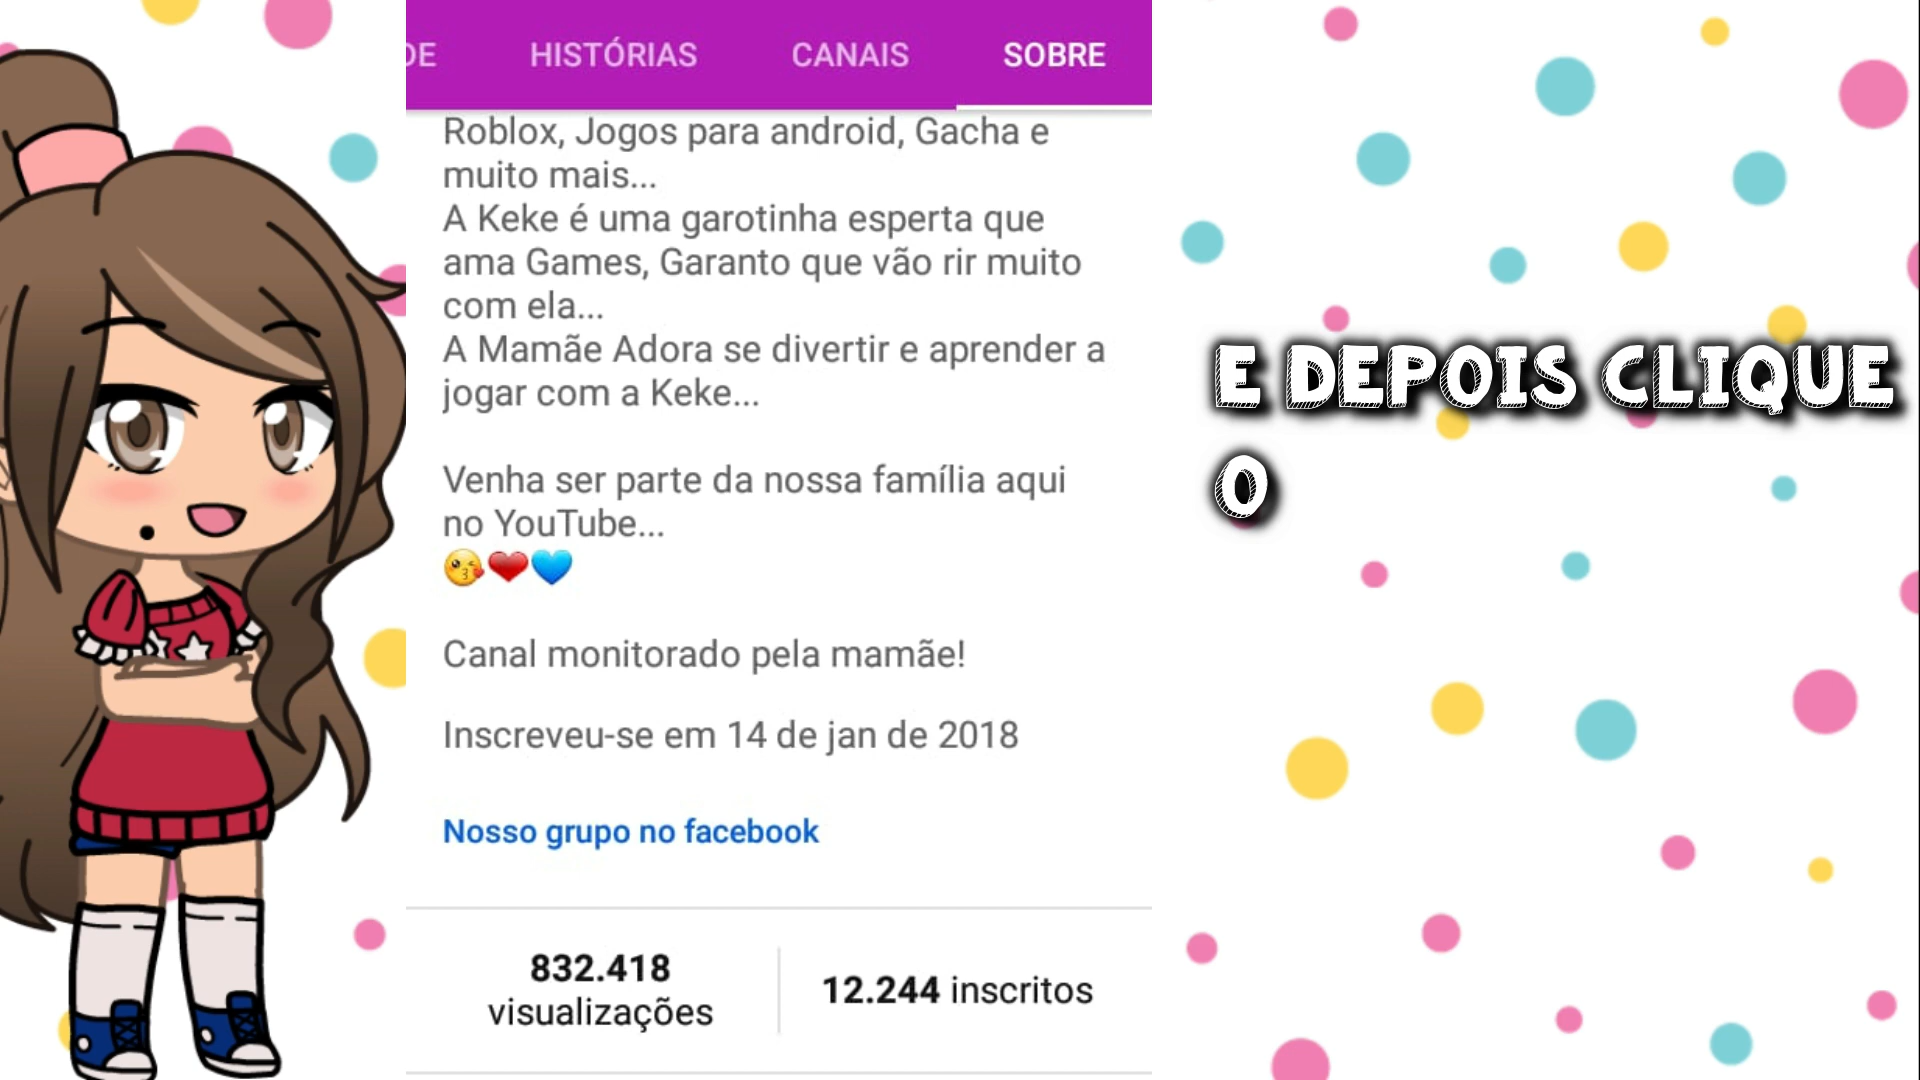 DE HISTÓRIAS CANAIS SOBRE
Roblox, Jogos para android, Gacha e
muito mais...
A Keke é uma garotinha esperta que
ama Games, Garanto que vão rir muito
com ela...
A Mamãe Adora se divertir e aprender a
jogar com a Keke...
Venha ser parte da nossa família aqui
no YouTube...
😘❤️💙
Canal monitorado pela mamãe!
Inscreveu-se em 14 de jan de 2018
Nosso grupo no facebook
832.418
visualizações
12.244 inscritos
E DEPOIS CLIQUE
O